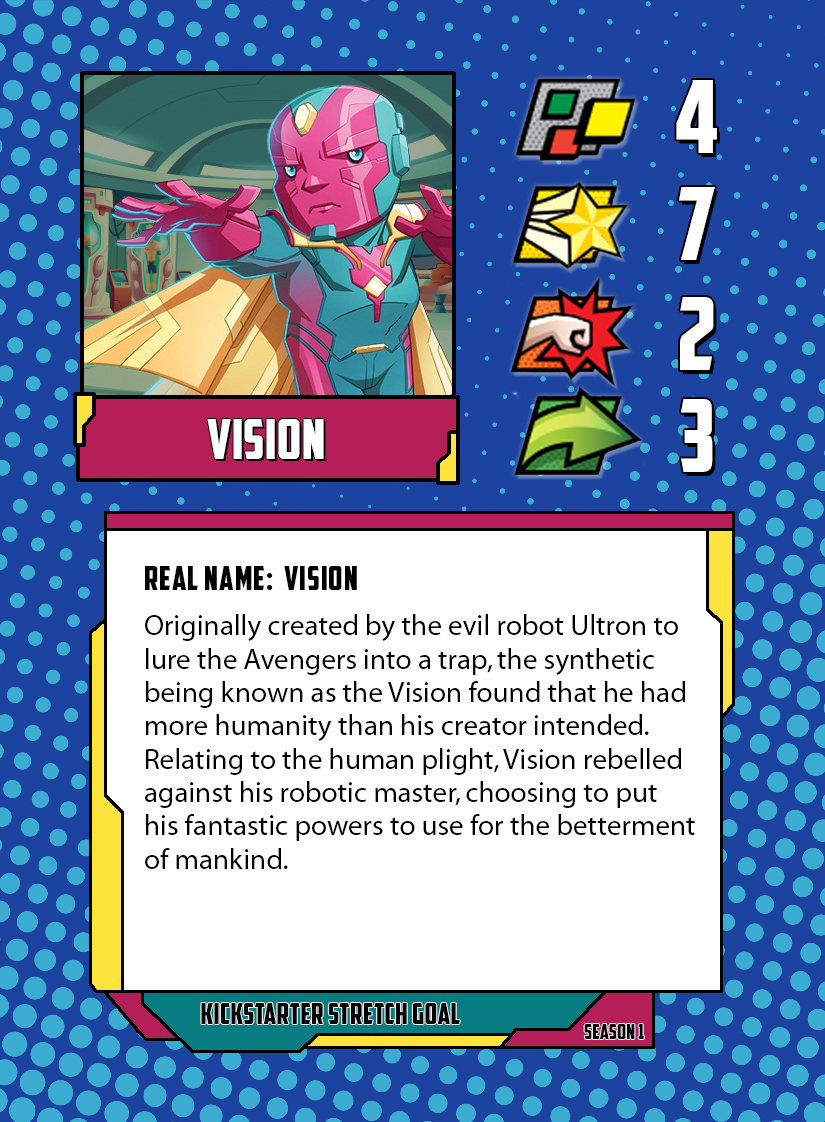 4
7
2
3
VISION
REAL NAME: VISION
Originally created by the evil robot Ultron to
lure the Avengers into a trap, the synthetic
being known as the Vision found that he had
more humanity than his creator intended.
Relating to the human plight, Vision rebelled
against his robotic master, choosing to put
his fantastic powers to use for the betterment
of mankind.
KICKSTARTER STRETCH GOAL
SEASON 1